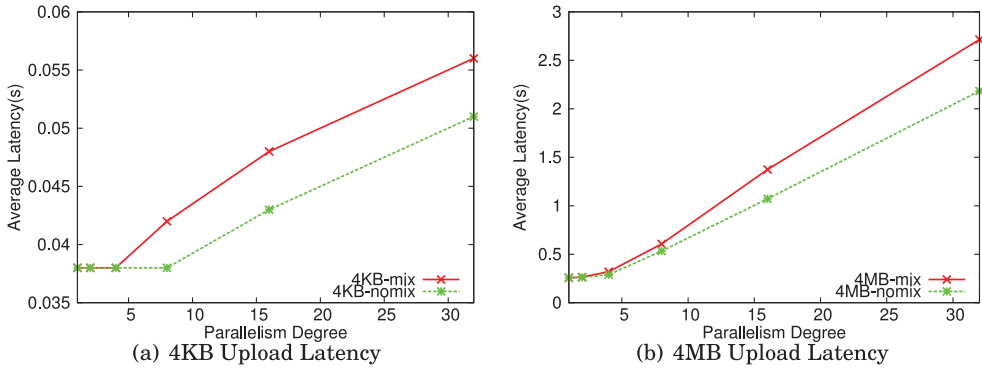 0.06
0.055
0.05
0.045
0.04
0.035
Average Latency(s)
4KB-mix
4KB-nomix
5 10 15 20 25 30
Parallelism Degree
(a) 4KB Upload Latency
3
2.5
2
1.5
1
0.5
0
Average Latency(s)
4MB-mix
4MB-nomix
5 10 15 20 25 30
Parallelism Degree
(b) 4MB Upload Latency